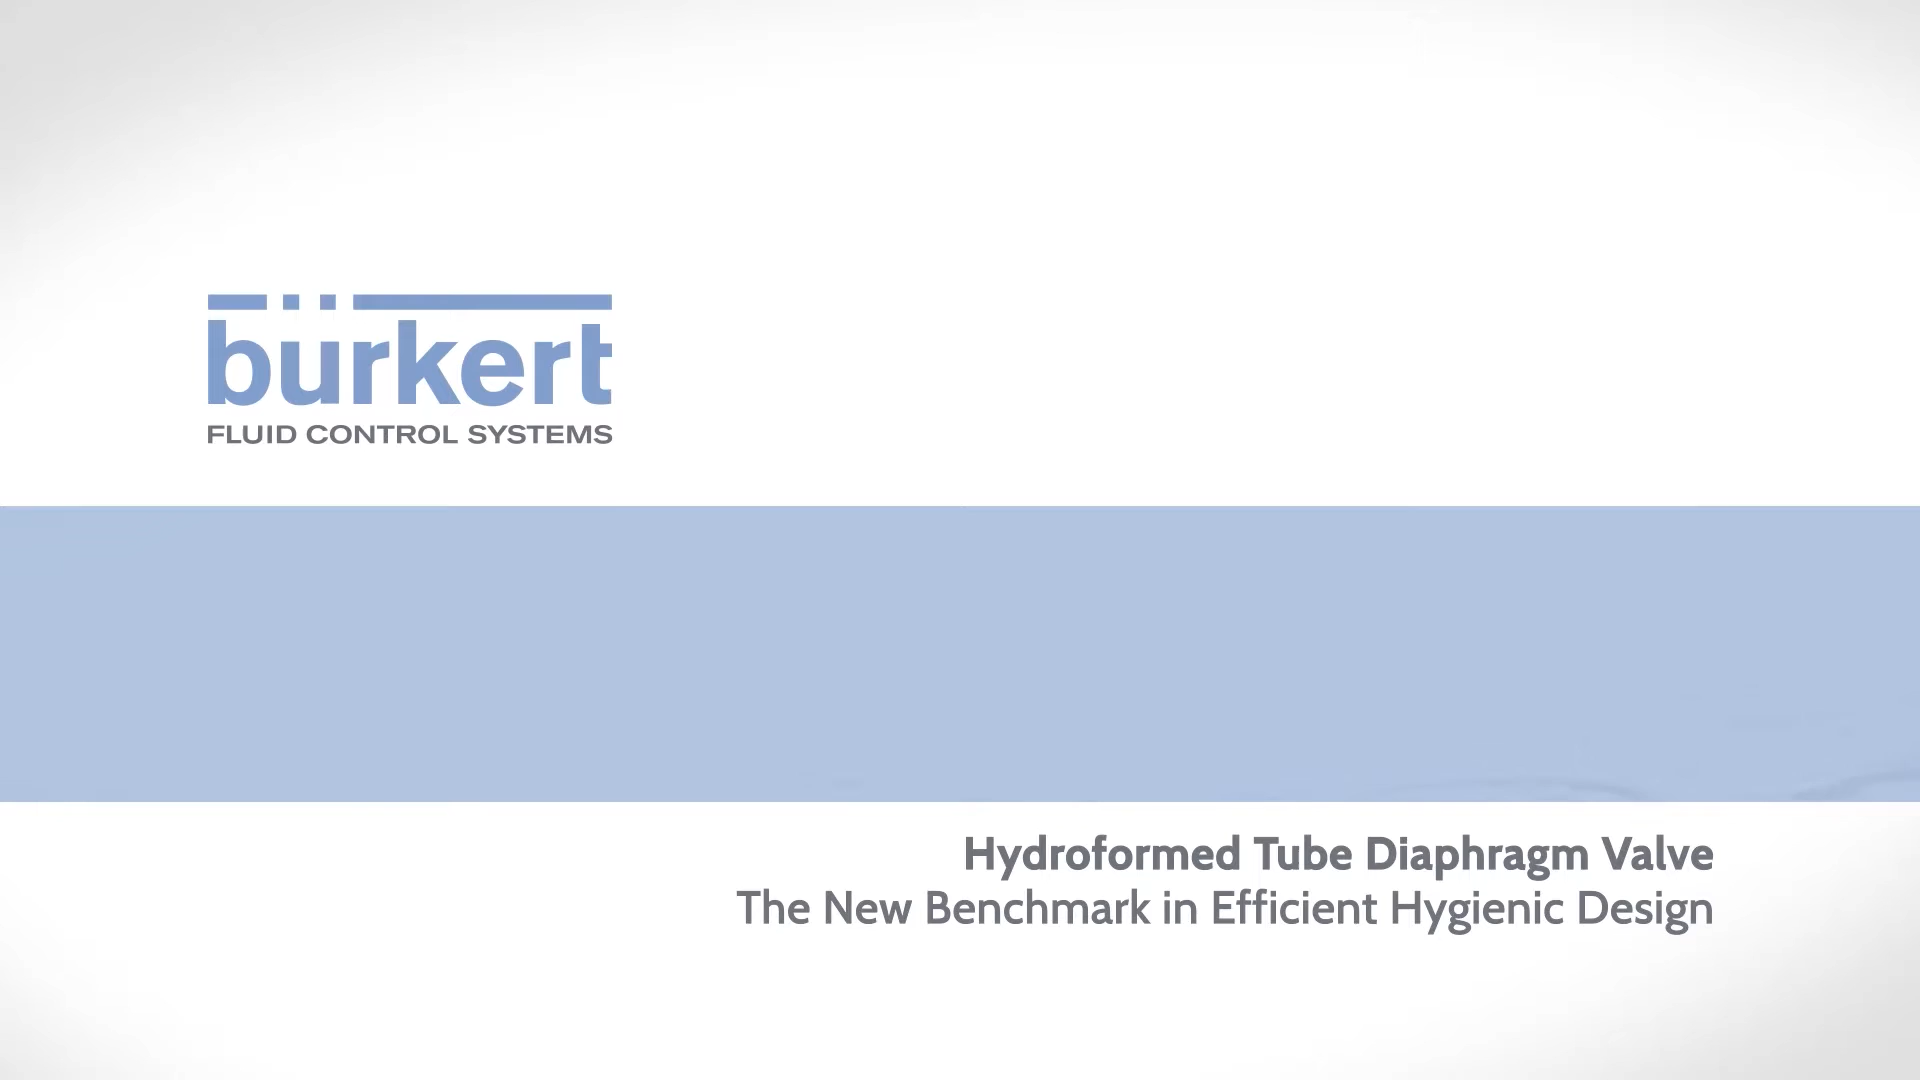 bürkert
FLUID CONTROL SYSTEMS
Hydroformed Tube Diaphragm Valve
The New Benchmark in Efficient Hygienic Design